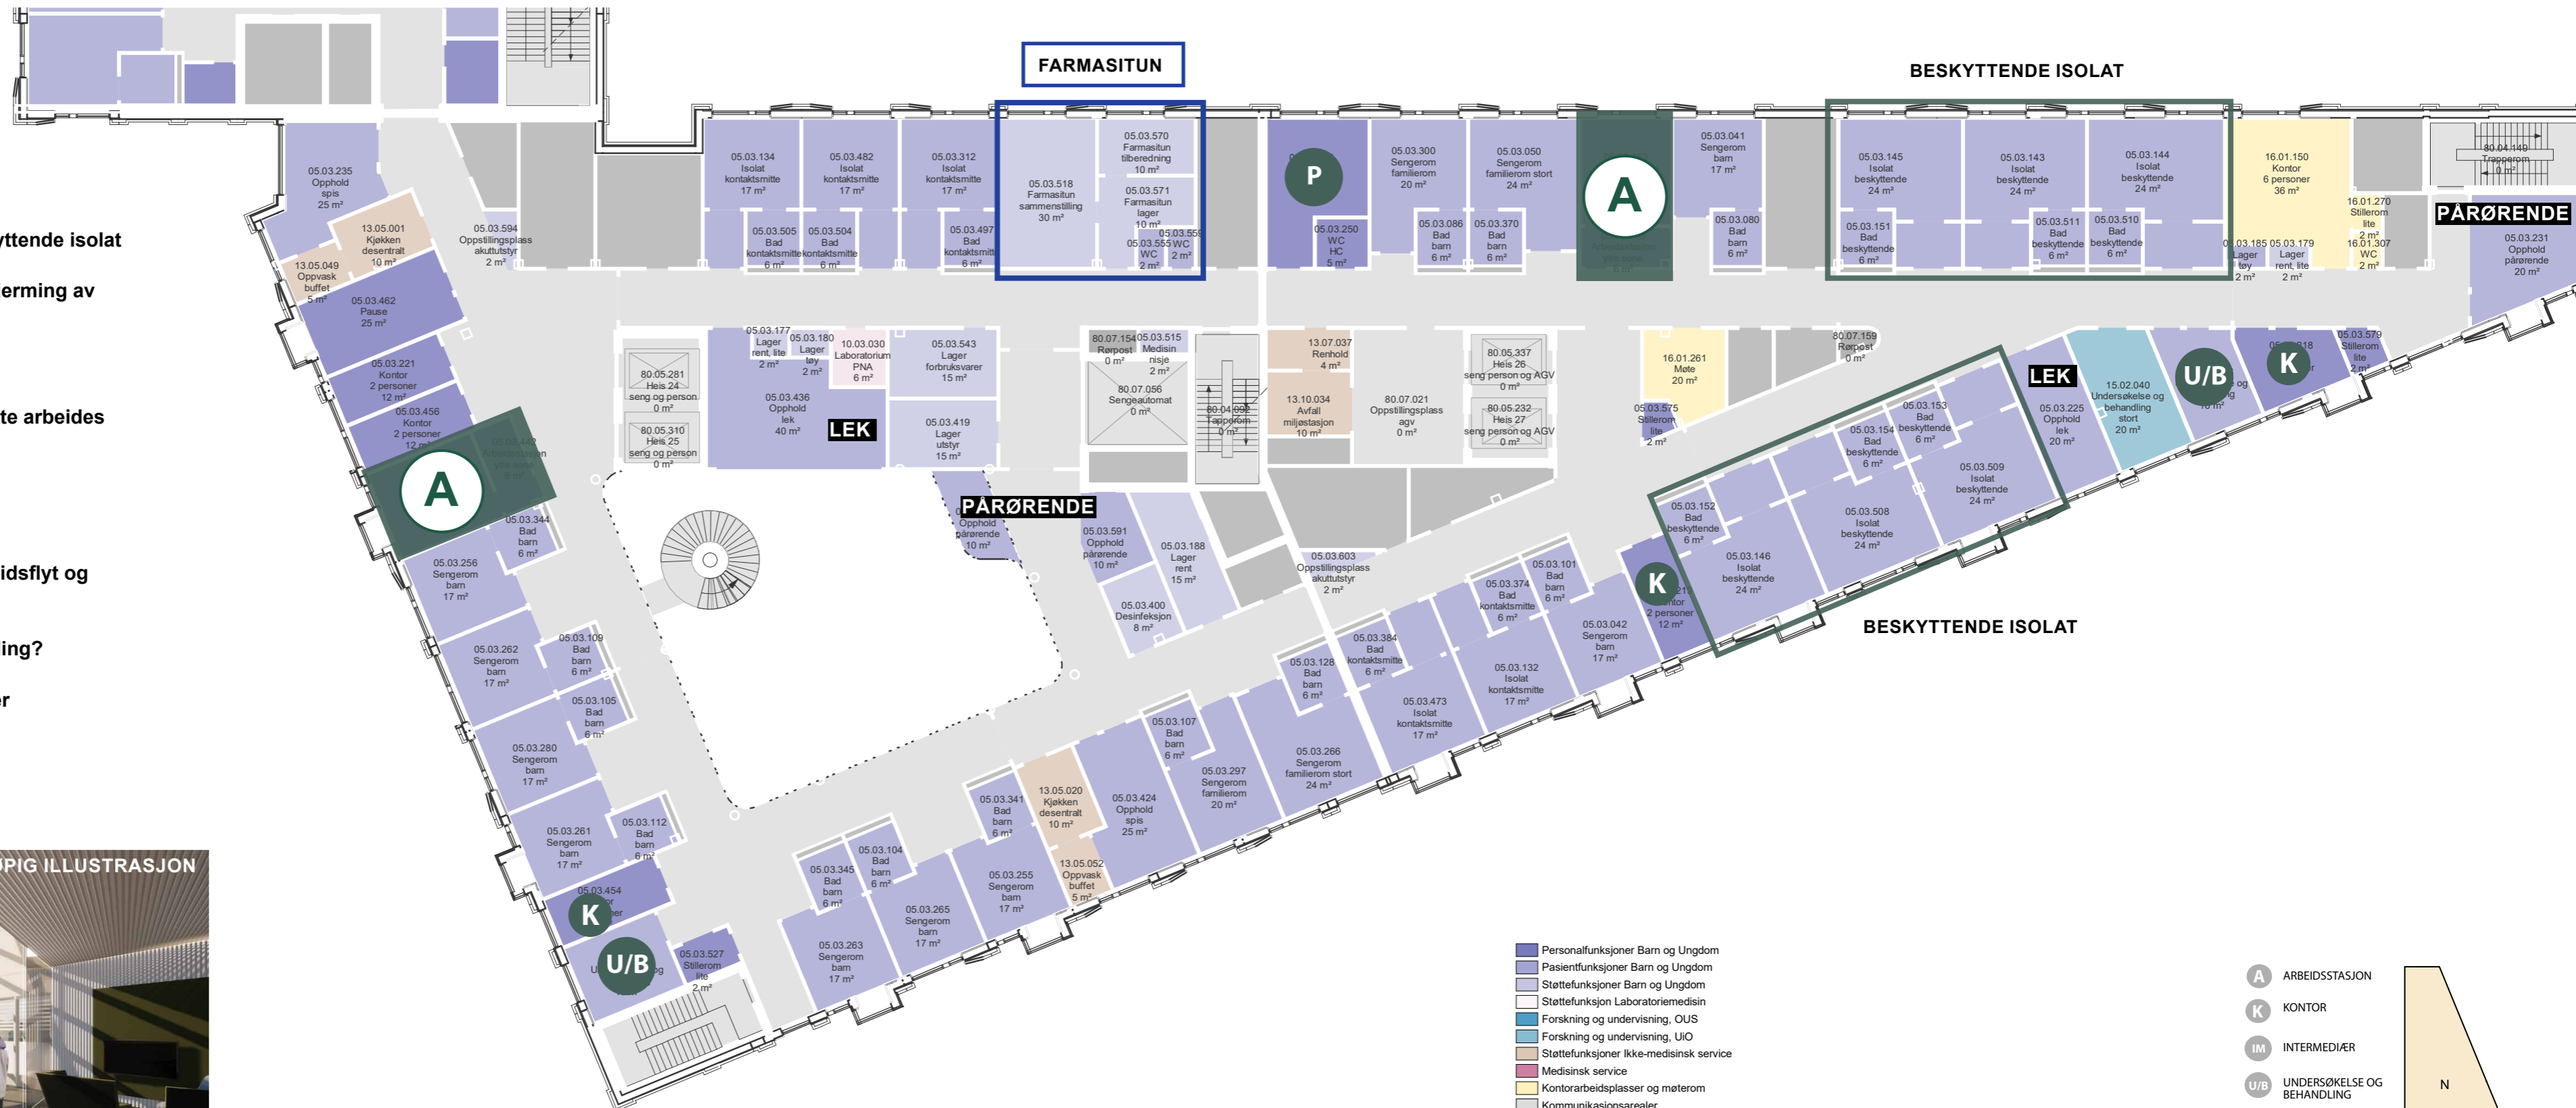 FARMASITUN
BESKYTTENDE ISOLAT
yttende isolat
jerming av
te arbeides
idsflyt og
ling?
er
ØPIG ILLUSTRASJON
05.03.235
Opphold
spis
25 m²
13.05.001
Kjøkken
desentralt
10 m²
13.05.049
Oppvask
buffet
5 m²
05.03.594
Oppstillingsplass
akuttutstyr
2 m²
05.03.462
Pause
25 m²
05.03.221
Kontor
2 personer
12 m²
05.03.456
Kontor
2 personer
12 m²
A
05.03.134
Isolat
kontaktsmitte
17 m²
05.03.482
Isolat
kontaktsmitte
17 m²
05.03.312
Isolat
kontaktsmitte
17 m²
05.03.505
Bad
kontaktsmitte
6 m²
05.03.504
Bad
kontaktsmitte
6 m²
05.03.497
Bad
kontaktsmitte
6 m²
05.03.518
Farmasitun
sammenstilling
30 m²
05.03.570
Farmasitun
tilberedning
10 m²
05.03.571
Farmasitun
lager
10 m²
05.03.555
WC
2 m²
WC
2 m²
P
05.03.250
WC
HC
5 m²
05.03.300
Sengerom
familierom
20 m²
05.03.086
Bad
barn
6 m²
05.03.050
Sengerom
familierom stort
24 m²
05.03.370
Bad
barn
6 m²
A
05.03.041
Sengerom
barn
17 m²
05.03.080
Bad
barn
6 m²
05.03.145
Isolat
beskyttende
24 m²
05.03.151
Bad
beskyttende
6 m²
05.03.143
Isolat
beskyttende
24 m²
05.03.511
Bad
beskyttende
6 m²
05.03.144
Isolat
beskyttende
24 m²
05.03.510
Bad
beskyttende
6 m²
16.01.150
Kontor
6 personer
36 m²
16.01.270
Stillerom
lite
2 m²
16.01.307
WC
2 m²
Lager
tøy
2 m²
05.03.179
Lager
rent, lite
2 m²
80.04.149
Trapperom
0 m²
PÅRØRENDE
05.03.231
Opphold
pårørende
20 m²
80.05.281
Heis 24
seng og person
0 m²
80.05.310
Heis 25
seng og person
0 m²
05.03.177
Lager
rent, lite
2 m²
05.03.180
Lager
tøy
2 m²
10.03.030
Laboratorium
PNA
6 m²
05.03.436
Opphold
lek
40 m²
LEK
05.03.543
Lager
forbruksvarer
15 m²
05.03.419
Lager
utstyr
15 m²
80.07.154
Rørpost
0 m²
05.03.515
Medisin
nisje
2 m²
80.07.056
Sengeautomat
0 m²
80.04.092
Trapperom
0 m²
13.07.037
Renhold
4 m²
13.10.034
Avfall
miljøstasjon
10 m²
80.07.021
Oppstillingsplass
agv
0 m²
80.05.337
Heis 26
seng person og AGV
0 m²
80.05.232
Heis 27
seng person og AGV
0 m²
16.01.261
Møte
20 m²
05.03.575
Stillerom
lite
2 m²
80.07.159
Rørpost
0 m²
LEK
05.03.225
Opphold
lek
20 m²
15.02.040
Undersøkelse og
behandling
stort
20 m²
U/B
K
05.03.579
Stillerom
lite
2 m²
PÅRØRENDE
Opphold
pårørende
10 m²
05.03.591
Opphold
pårørende
10 m²
05.03.188
Lager
rent
15 m²
05.03.400
Desinfeksjon
8 m²
05.03.603
Oppstillingsplass
akuttutstyr
2 m²
05.03.153
Bad
beskyttende
6 m²
05.03.154
Bad
beskyttende
6 m²
05.03.152
Bad
beskyttende
6 m²
05.03.509
Isolat
beskyttende
24 m²
05.03.508
Isolat
beskyttende
24 m²
05.03.146
Isolat
beskyttende
24 m²
BESKYTTENDE ISOLAT
K
2 personer
12 m²
05.03.101
Bad
barn
6 m²
05.03.374
Bad
kontaktsmitte
6 m²
05.03.042
Sengerom
barn
17 m²
05.03.384
Bad
kontaktsmitte
6 m²
05.03.132
Isolat
kontaktsmitte
17 m²
05.03.473
Isolat
kontaktsmitte
17 m²
05.03.128
Bad
barn
6 m²
05.03.266
Sengerom
familierom stort
24 m²
05.03.107
Bad
barn
6 m²
05.03.297
Sengerom
familierom
20 m²
05.03.424
Opphold
spis
25 m²
13.05.020
Kjøkken
desentralt
10 m²
13.05.052
Oppvask
buffet
5 m²
05.03.341
Bad
barn
6 m²
05.03.255
Sengerom
barn
17 m²
05.03.104
Bad
barn
6 m²
05.03.345
Bad
barn
6 m²
05.03.265
Sengerom
barn
17 m²
05.03.263
Sengerom
barn
17 m²
05.03.344
Bad
barn
6 m²
05.03.256
Sengerom
barn
17 m²
05.03.109
Bad
barn
6 m²
05.03.262
Sengerom
barn
17 m²
05.03.105
Bad
barn
6 m²
05.03.280
Sengerom
barn
17 m²
05.03.112
Bad
barn
6 m²
05.03.261
Sengerom
barn
17 m²
05.03.454
K
U/B
05.03.527
Stillerom
lite
2 m²
Personalfunksjoner Barn og Ungdom
Pasientfunksjoner Barn og Ungdom
Støttefunksjoner Barn og Ungdom
Støttefunksjon Laboratoriemedisin
Forskning og undervisning, OUS
Forskning og undervisning, UiO
Støttefunksjoner Ikke-medisinsk service
Medisinsk service
Kontorarbeidsplasser og møterom
Kommunikasjonsarealer
A ARBEIDSSTASJON
K KONTOR
IM INTERMEDIÆR
U/B UNDERSØKELSE OG
BEHANDLING
N